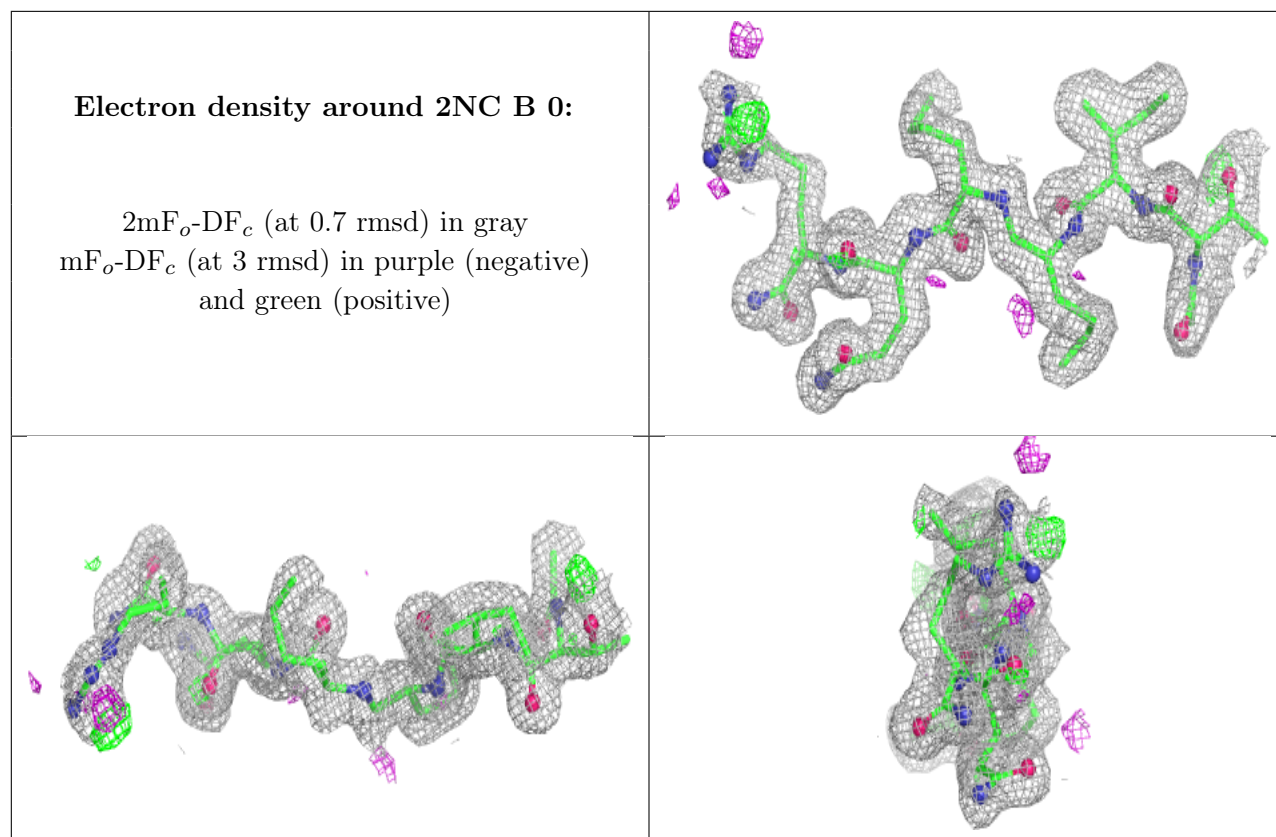 Electron density around 2NC B 0:
2mFo-DFc (at 0.7 rmsd) in gray
mFo-DFc (at 3 rmsd) in purple (negative)
and green (positive)